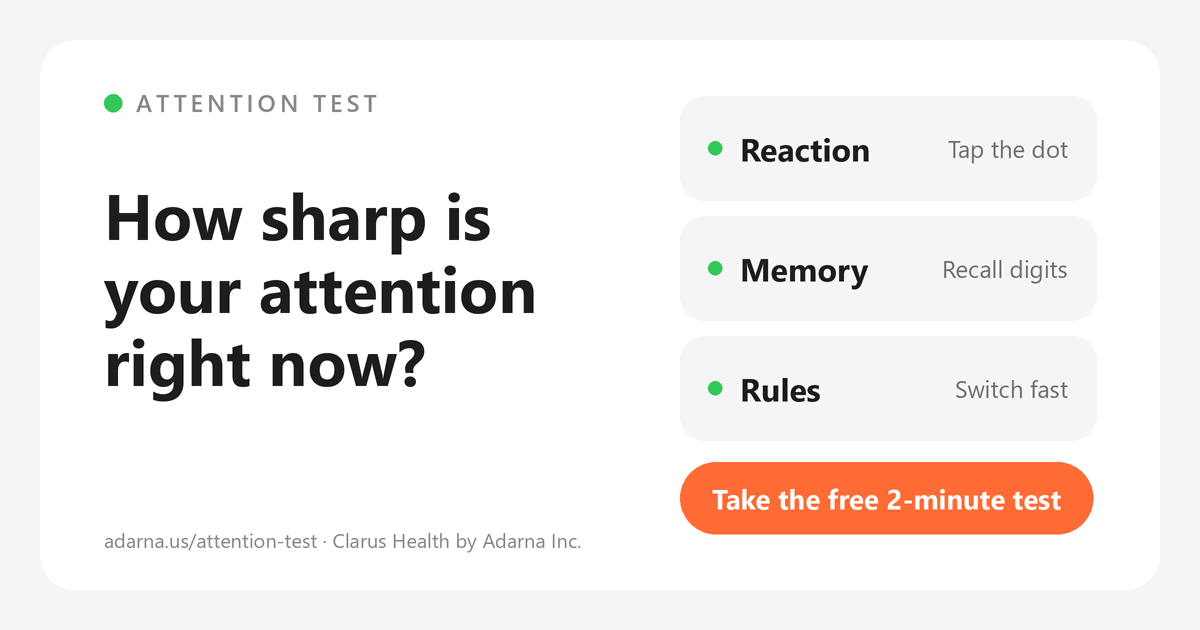 ATTENTION TEST
How sharp is
your attention
right now?
adarna.us/attention-test · Clarus Health by Adarna Inc.
Reaction Tap the dot
Memory Recall digits
Rules Switch fast
Take the free 2-minute test